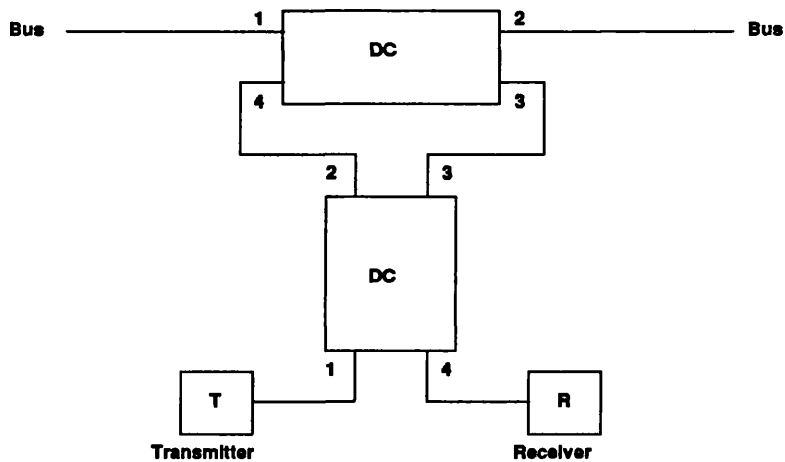 Bus 1 DC 2 Bus
4 3
2 3
DC
1 4
T R
Transmitter Receiver